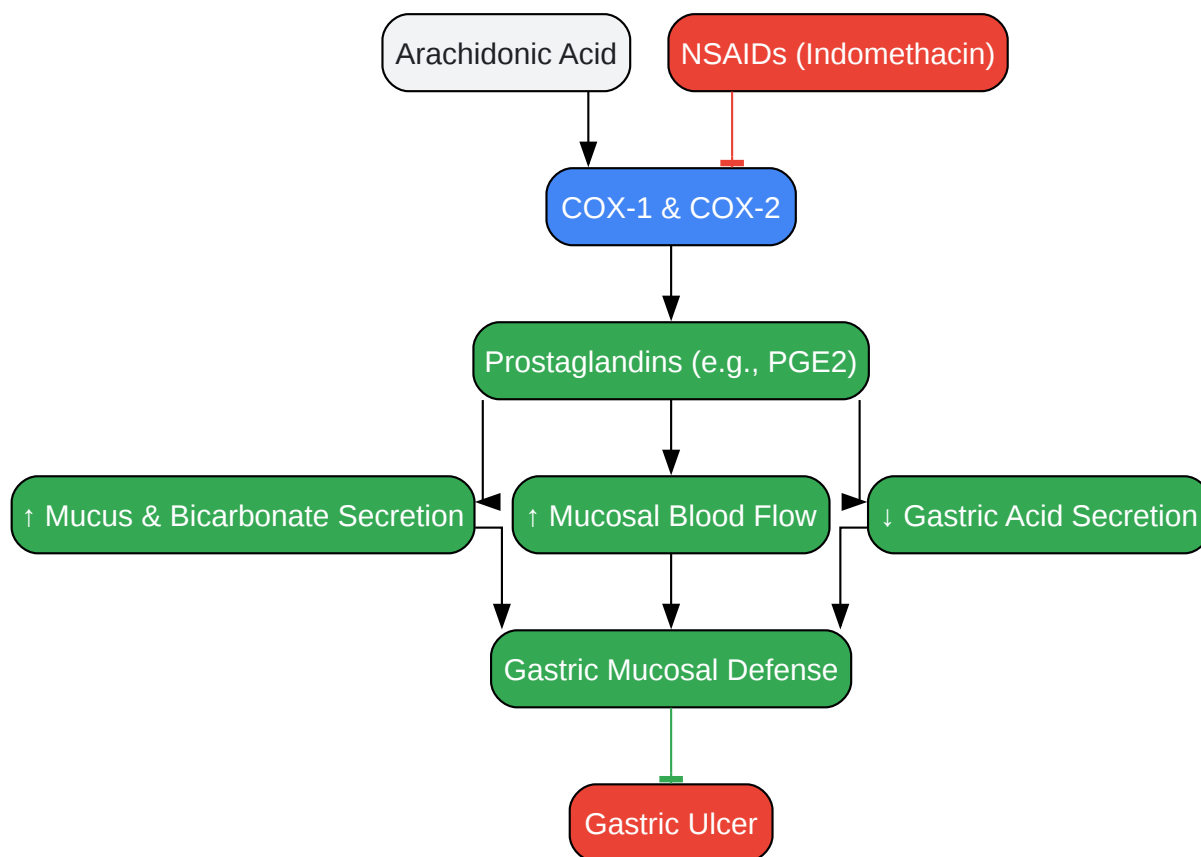 Arachidonic Acid
NSAIDs (Indomethacin)
COX-1 & COX-2
Prostaglandins (e.g., PGE2)
↑ Mucus & Bicarbonate Secretion
↑ Mucosal Blood Flow
↓ Gastric Acid Secretion
Gastric Mucosal Defense
Gastric Ulcer